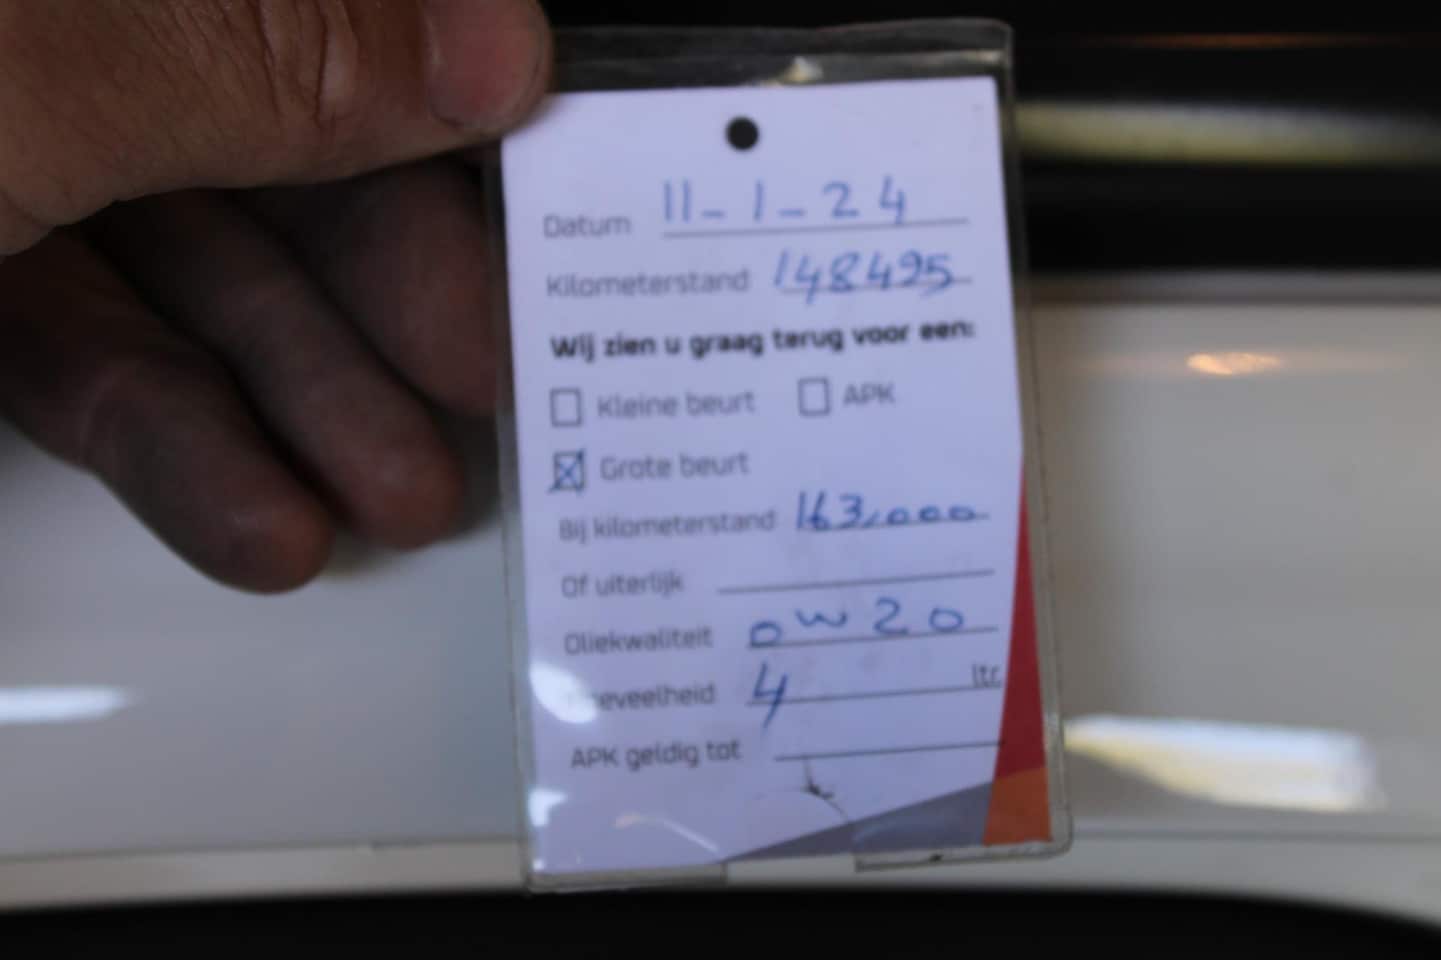 Datum 11-1-24
Kilometerstand 148495
Wij zien u graag terug voor een:
Kleine beurt APK
Grote beurt
Bij kilometerstand 163.000
Of uiterlijk
Oliekwaliteit 0w20
Hoeveelheid 4 ltr.
APK geldig tot